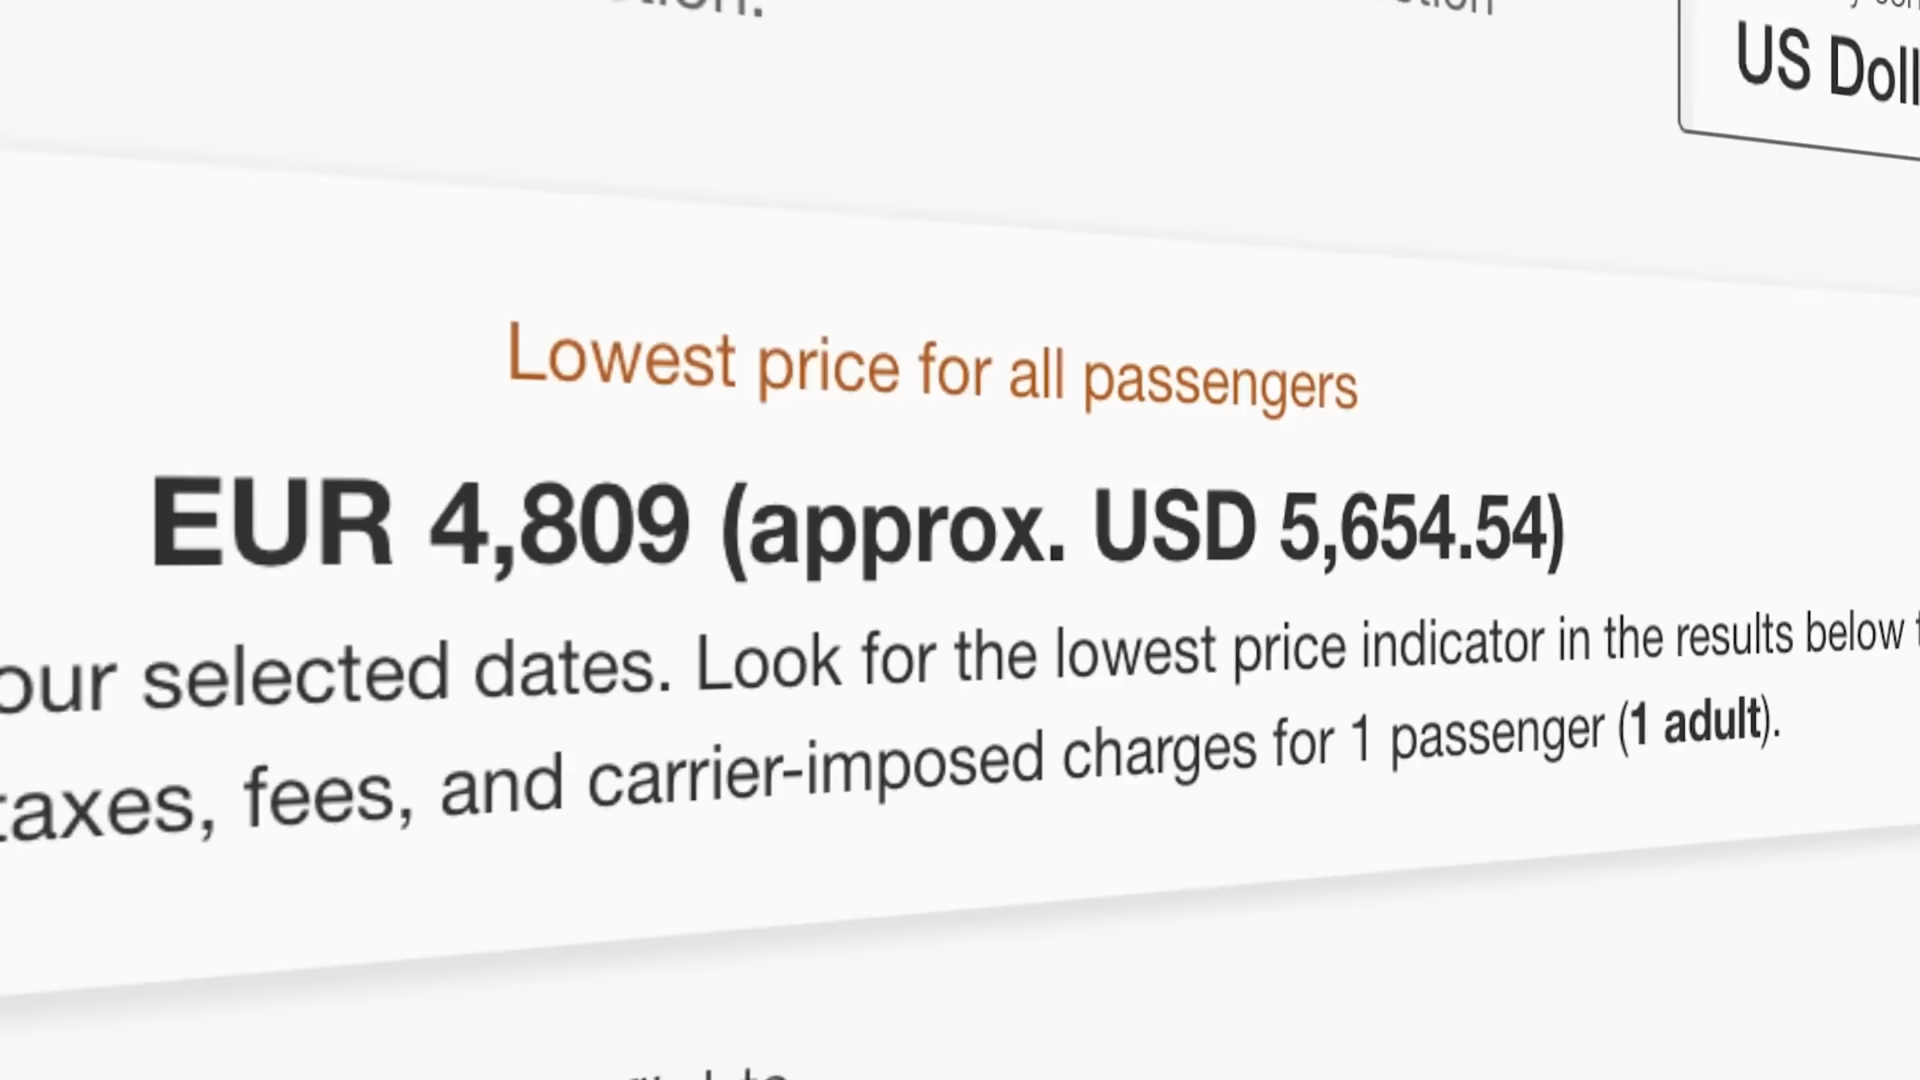 US Doll
Lowest price for all passengers
EUR 4,809 (approx. USD 5,654.54)
our selected dates. Look for the lowest price indicator in the results below
taxes, fees, and carrier-imposed charges for 1 passenger (1 adult).